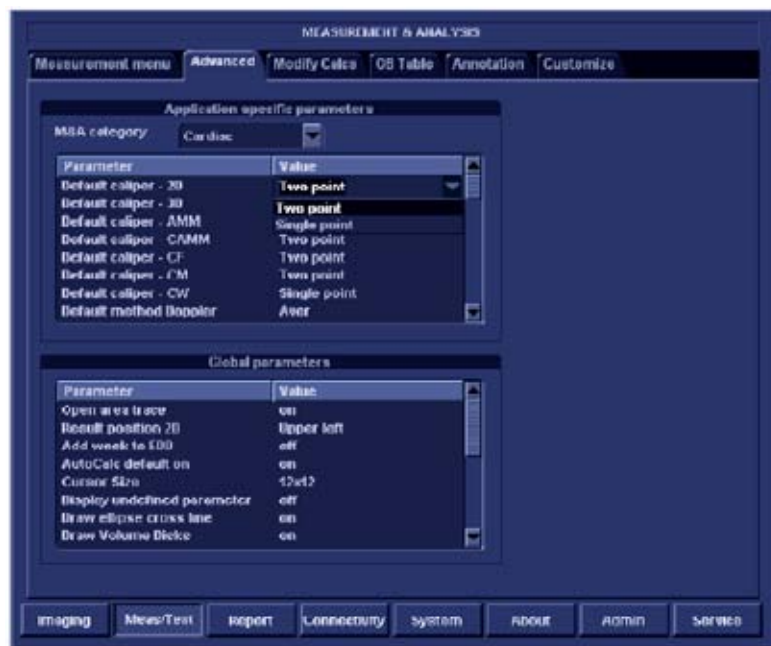 MEASUREMENT & ANALYSIS
Measurement menu Advanced Modify Calcs OB Table Annotation Customize
Application specific parameters
M&A category Cardiac
Parameter Value
Default caliper - 2D Two point
Default caliper - 3D Two point
Default caliper - AMM Single point
Default caliper - CAMM Two point
Default caliper - CF Two point
Default caliper - CM Two point
Default caliper - CW Single point
Default method Doppler Aver
Global parameters
Parameter Value
Open area trace on
Result position 2D Upper left
Add week to EDD off
AutoCalc default on on
Cursor Size 12x12
Display undefined parameter off
Draw ellipse cross line on
Draw Volume Disks on
Imaging Meas/Text Report Connectivity System About Admin Service